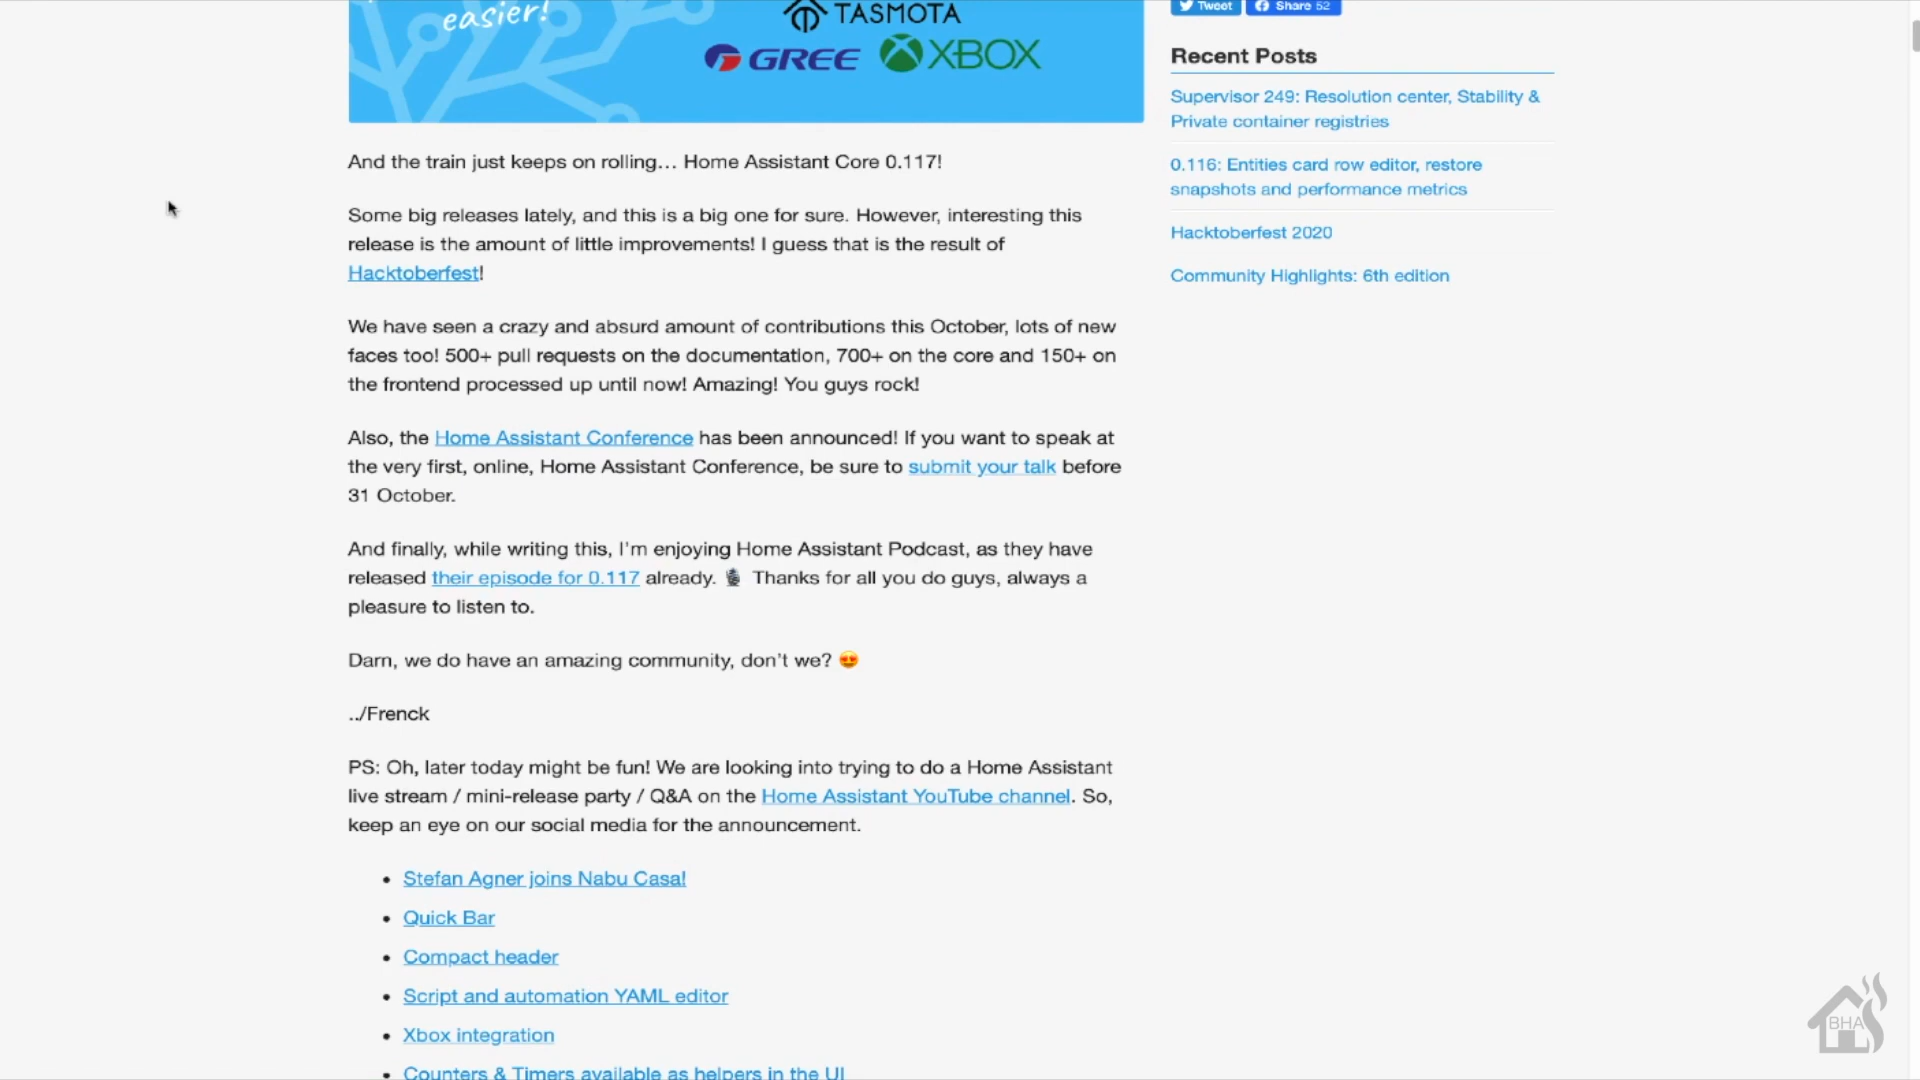 easier!
TASMOTA
GREE XBOX
Tweet Share 52
Recent Posts
Supervisor 249: Resolution center, Stability &
Private container registries
0.116: Entities card row editor, restore
snapshots and performance metrics
Hacktoberfest 2020
Community Highlights: 6th edition
And the train just keeps on rolling… Home Assistant Core 0.117!
Some big releases lately, and this is a big one for sure. However, interesting this
release is the amount of little improvements! I guess that is the result of
Hacktoberfest!
We have seen a crazy and absurd amount of contributions this October, lots of new
faces too! 500+ pull requests on the documentation, 700+ on the core and 150+ on
the frontend processed up until now! Amazing! You guys rock!
Also, the Home Assistant Conference has been announced! If you want to speak at
the very first, online, Home Assistant Conference, be sure to submit your talk before
31 October.
And finally, while writing this, I'm enjoying Home Assistant Podcast, as they have
released their episode for 0.117 already. 🎙 Thanks for all you do guys, always a
pleasure to listen to.
Darn, we do have an amazing community, don't we? 😍
../Frenck
PS: Oh, later today might be fun! We are looking into trying to do a Home Assistant
live stream / mini-release party / Q&A on the Home Assistant YouTube channel. So,
keep an eye on our social media for the announcement.
• Stefan Agner joins Nabu Casa!
• Quick Bar
• Compact header
• Script and automation YAML editor
• Xbox integration
• Counters & Timers available as helpers in the UI
BHA